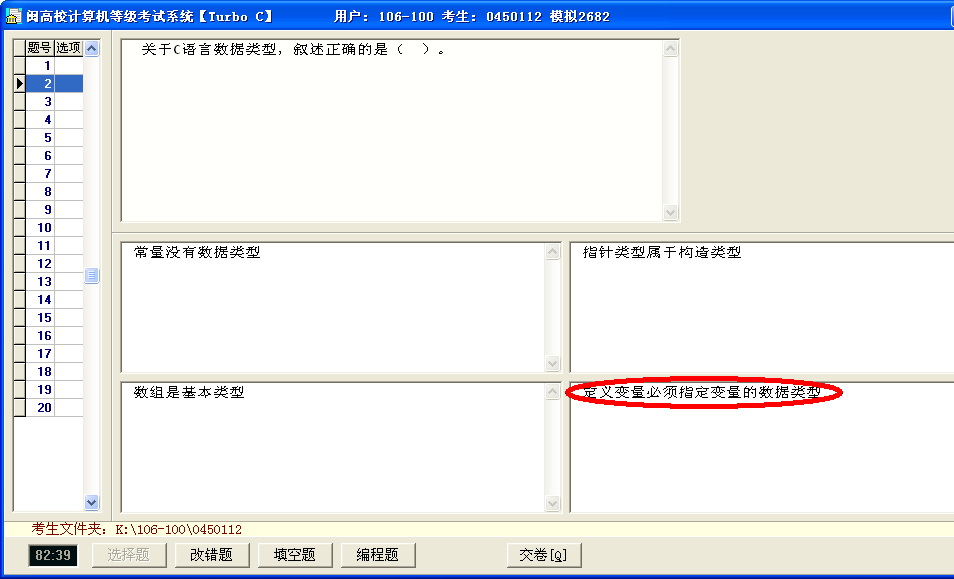 闽高校计算机等级考试系统【Turbo C】 用户: 106-100 考生: 0450112 模拟2682
题号 选项
1
2
3
4
5
6
7
8
9
10
11
12
13
14
15
16
17
18
19
20
关于C语言数据类型，叙述正确的是（ ）。
常量没有数据类型
指针类型属于构造类型
数组是基本类型
定义变量必须指定变量的数据类型
考生文件夹: K:\106-100\0450112
82:39 选择题 改错题 填空题 编程题 交卷[Q]